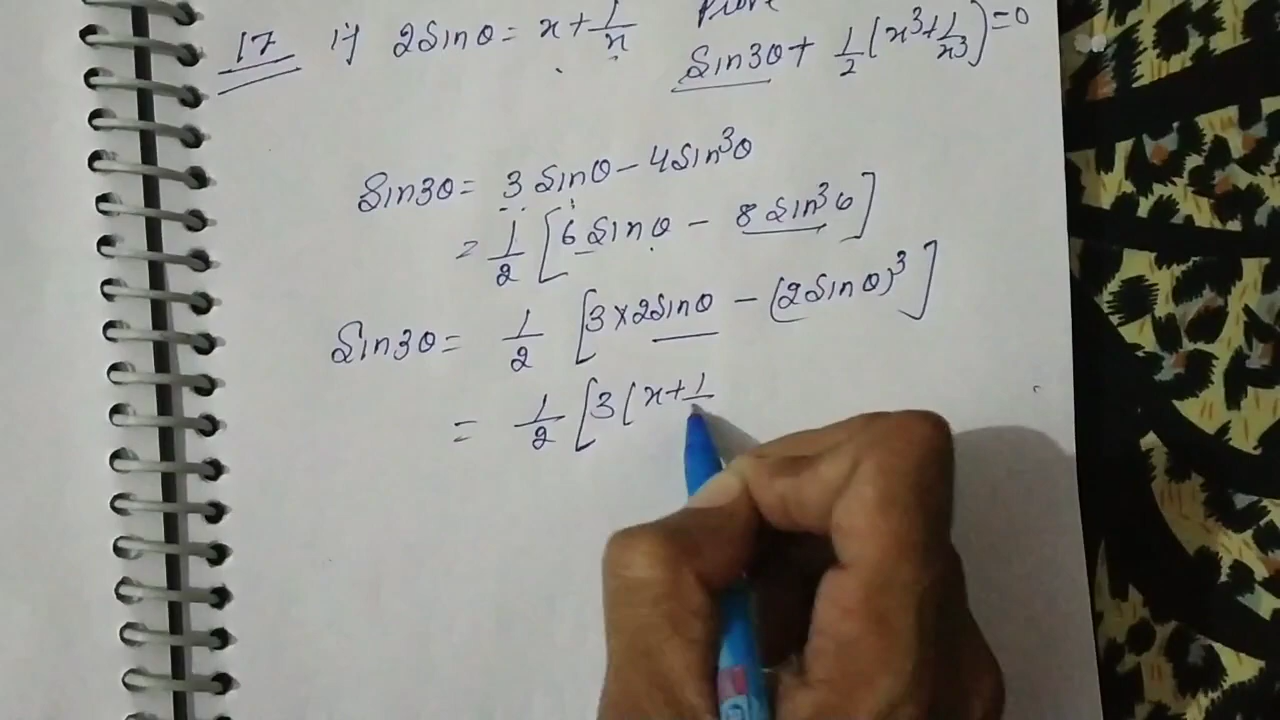 17 if 2Sinθ = x + 1/x Prove
Sin3θ + 1/2 (x³ + 1/x³) = 0
Sin3θ = 3 Sinθ - 4Sin³θ
= 1/2 [6 Sinθ - 8 Sin³θ]
Sin3θ = 1/2 [3×2Sinθ - (2Sinθ)³]
= 1/2 [3(x + 1/